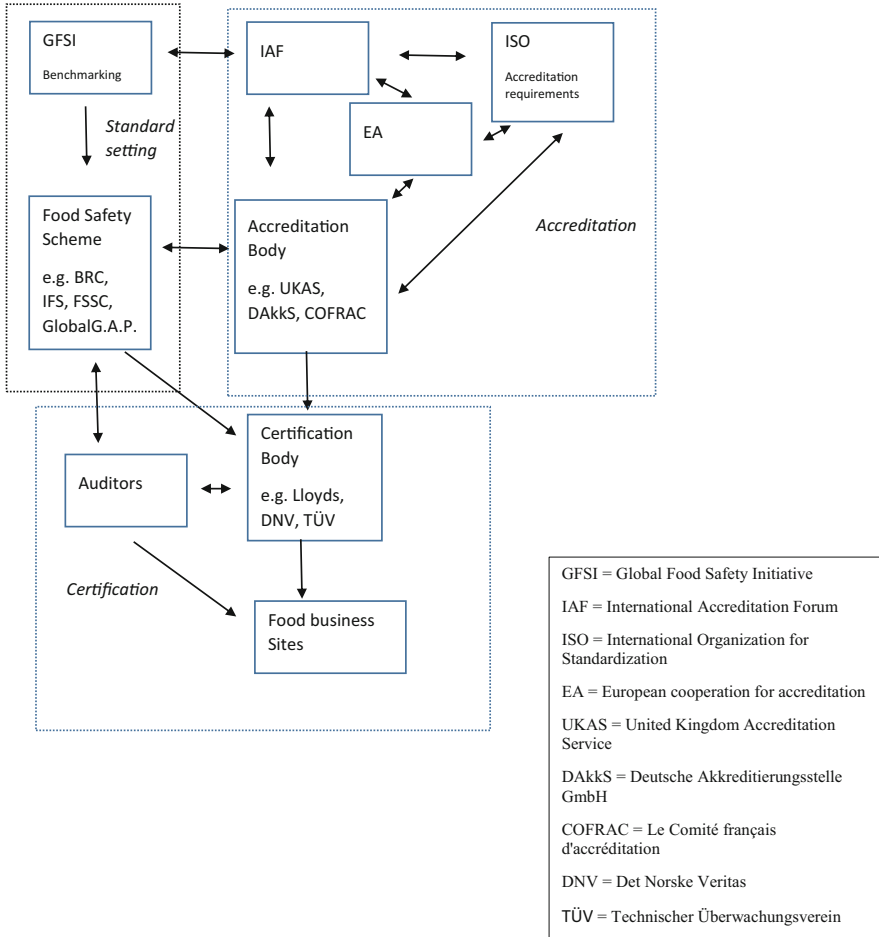 GFSI
Benchmarking
Standard
setting
Food Safety
Scheme
e.g. BRC,
IFS, FSSC,
GlobalG.A.P.
IAF
ISO
Accreditation
requirements
EA
Accreditation
Body
e.g. UKAS,
DAkkS, COFRAC
Accreditation
Certification
Body
e.g. Lloyds,
DNV, TÜV
Auditors
Certification
Food business
Sites
GFSI = Global Food Safety Initiative
IAF = International Accreditation Forum
ISO = International Organization for
Standardization
EA = European cooperation for accreditation
UKAS = United Kingdom Accreditation
Service
DAkkS = Deutsche Akkreditierungsstelle
GmbH
COFRAC = Le Comité français
d'accréditation
DNV = Det Norske Veritas
TÜV = Technischer Überwachungsverein